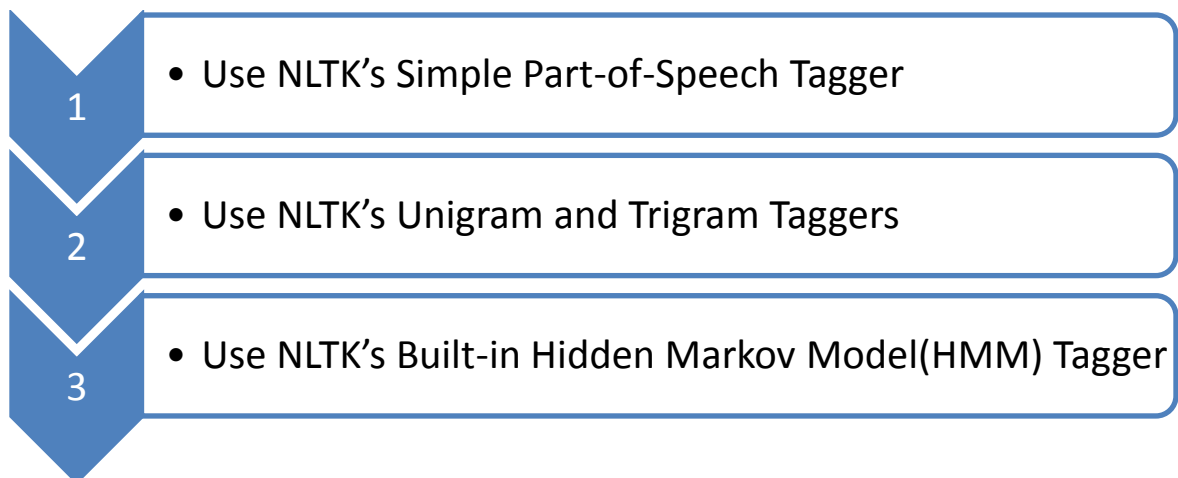 1
• Use NLTK’s Simple Part-of-Speech Tagger
2
• Use NLTK’s Unigram and Trigram Taggers
3
• Use NLTK’s Built-in Hidden Markov Model(HMM) Tagger